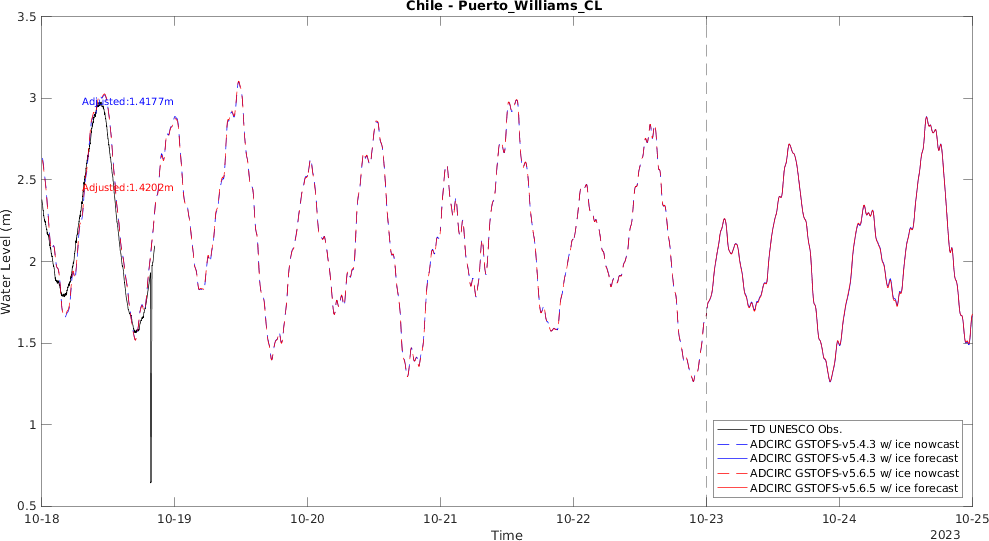 Chile - Puerto_Williams_CL
3.5
3
2.5
2
1.5
1
0.5
Water Level (m)
Adjusted:1.4177m
Adjusted:1.4202m
TD UNESCO Obs.
ADCIRC GSTOFS-v5.4.3 w/ ice nowcast
ADCIRC GSTOFS-v5.4.3 w/ ice forecast
ADCIRC GSTOFS-v5.6.5 w/ ice nowcast
ADCIRC GSTOFS-v5.6.5 w/ ice forecast
10-18 10-19 10-20 10-21 10-22 10-23 10-24 10-25
Time
2023